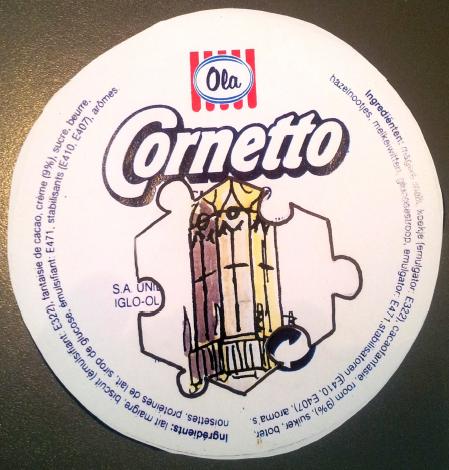 Ola
Cornetto
S.A. UNI
IGLO-OL
Ingrediënten: magere melk, koekje (emulgator: E322), cacaofantasie, room (9%), suiker, boter,
hazelnootjes, melkeiwitten, glucosestroop, emulgator: E471, stabilisatoren (E410, E407), aroma's.
Ingrédients: lait maigre, biscuit (émulsifiant: E322), fantaisie de cacao, crème (9%), sucre, beurre,
noisettes, protéines de lait, sirop de glucose, émulsifiant: E471, stabilisants (E410, E407), arômes